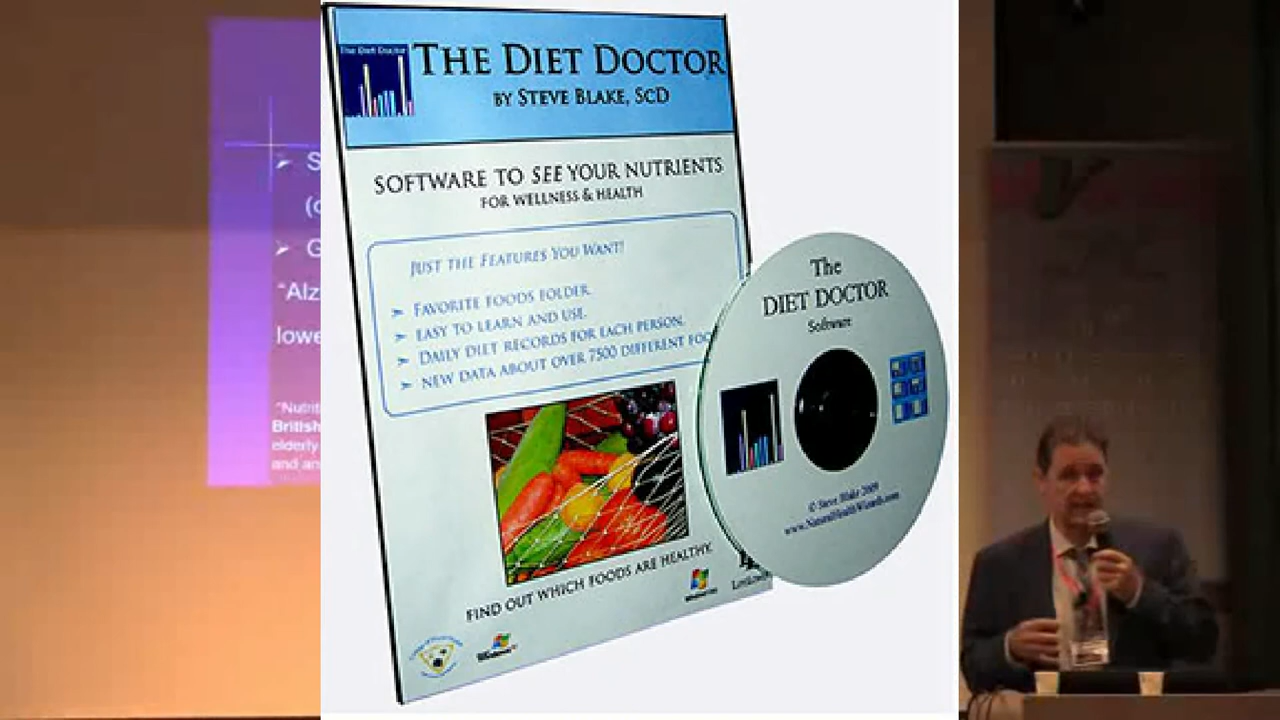 The Diet Doctor
THE DIET DOCTOR
BY STEVE BLAKE, SCD
SOFTWARE TO SEE YOUR NUTRIENTS
FOR WELLNESS & HEALTH
JUST THE FEATURES YOU WANT!
➢ FAVORITE FOODS FOLDER.
➢ EASY TO LEARN AND USE.
➢ DAILY DIET RECORDS FOR EACH PERSON.
➢ NEW DATA ABOUT OVER 7500 DIFFERENT FOO
FIND OUT WHICH FOODS ARE HEALTHY.
The
DIET DOCTOR
Software
© Steve Blake 2009
www.NaturalHealthWizards.com
➢ S
(c
➢ G
"Alz
lowe
"Nutrit
British
elderly
and an